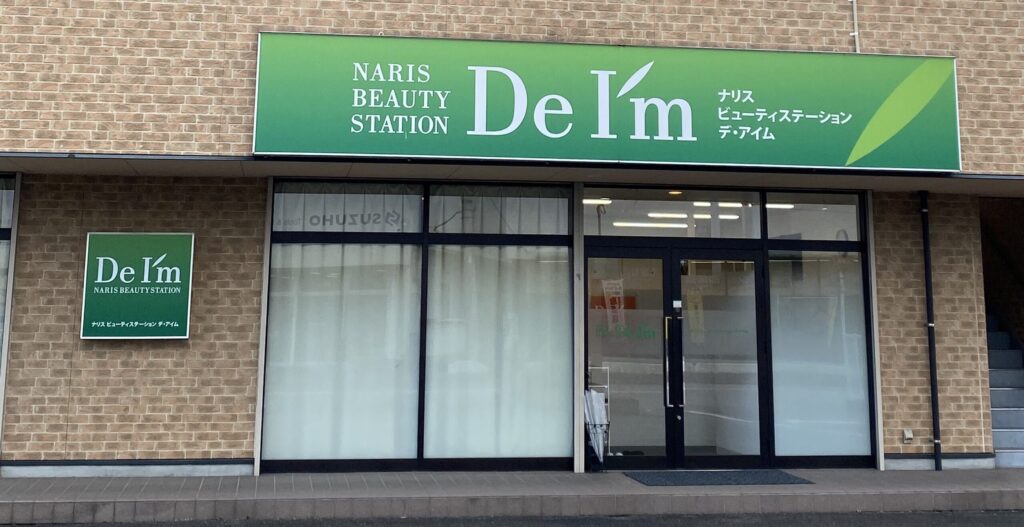 NARIS
BEAUTY
STATION
De I'm
ナリス
ビューティステーション
デ・アイム
De I'm
NARIS BEAUTY STATION
ナリス ビューティステーション デ・アイム
SUZUHO